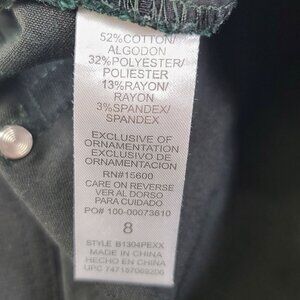 52%COTTON/
ALGODON
32%POLYESTER/
POLIESTER
13%RAYON/
RAYON
3%SPANDEX/
SPANDEX
EXCLUSIVE OF
ORNAMENTATION
EXCLUSIVO DE
ORNAMENTACION
RN#15600
CARE ON REVERSE
VER AL DORSO
PARA CUIDADO
PO# 100-00073610
8
STYLE B1304PEXX
MADE IN CHINA
HECHO EN CHINA
UPC